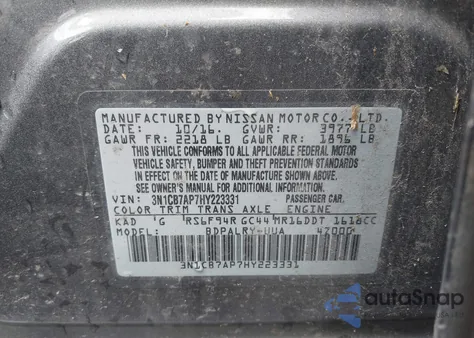 MANUFACTURED BY NISSAN MOTOR CO., LTD.
DATE: 10/16. GVWR: 3977 LB
GAWR FR: 2218 LB GAWR RR: 1896 LB
THIS VEHICLE CONFORMS TO ALL APPLICABLE FEDERAL MOTOR
VEHICLE SAFETY, BUMPER AND THEFT PREVENTION STANDARDS
IN EFFECT ON THE DATE OF MANUFACTURE SHOWN ABOVE.
SEE OWNER'S MANUAL FOR ADDITIONAL INFORMATION.
VIN: 3N1CB7AP7HY223331 PASSENGER CAR.
COLOR TRIM TRANS AXLE ENGINE
KAD 'G 'RS6F94R GC44 MR16DDT 1618CC
MODEL: BDPALRY-UUA 4700G
3N1CB7AP7HY223331
autoSnap